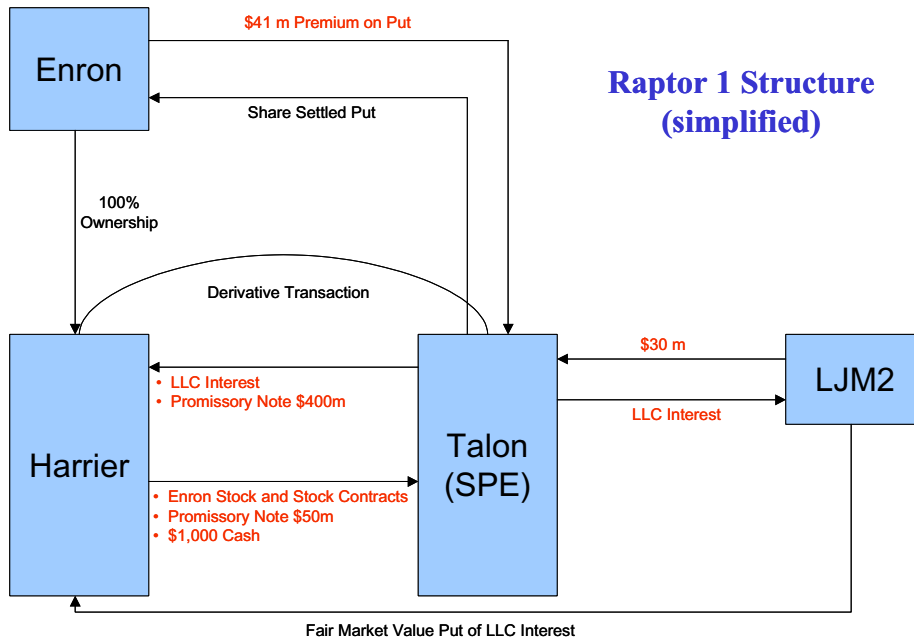 $41 m Premium on Put
Enron
Raptor 1 Structure
(simplified)
Share Settled Put
100%
Ownership
Derivative Transaction
$30 m
• LLC Interest
• Promissory Note $400m
LJM2
LLC Interest
Harrier
Talon
(SPE)
• Enron Stock and Stock Contracts
• Promissory Note $50m
• $1,000 Cash
Fair Market Value Put of LLC Interest